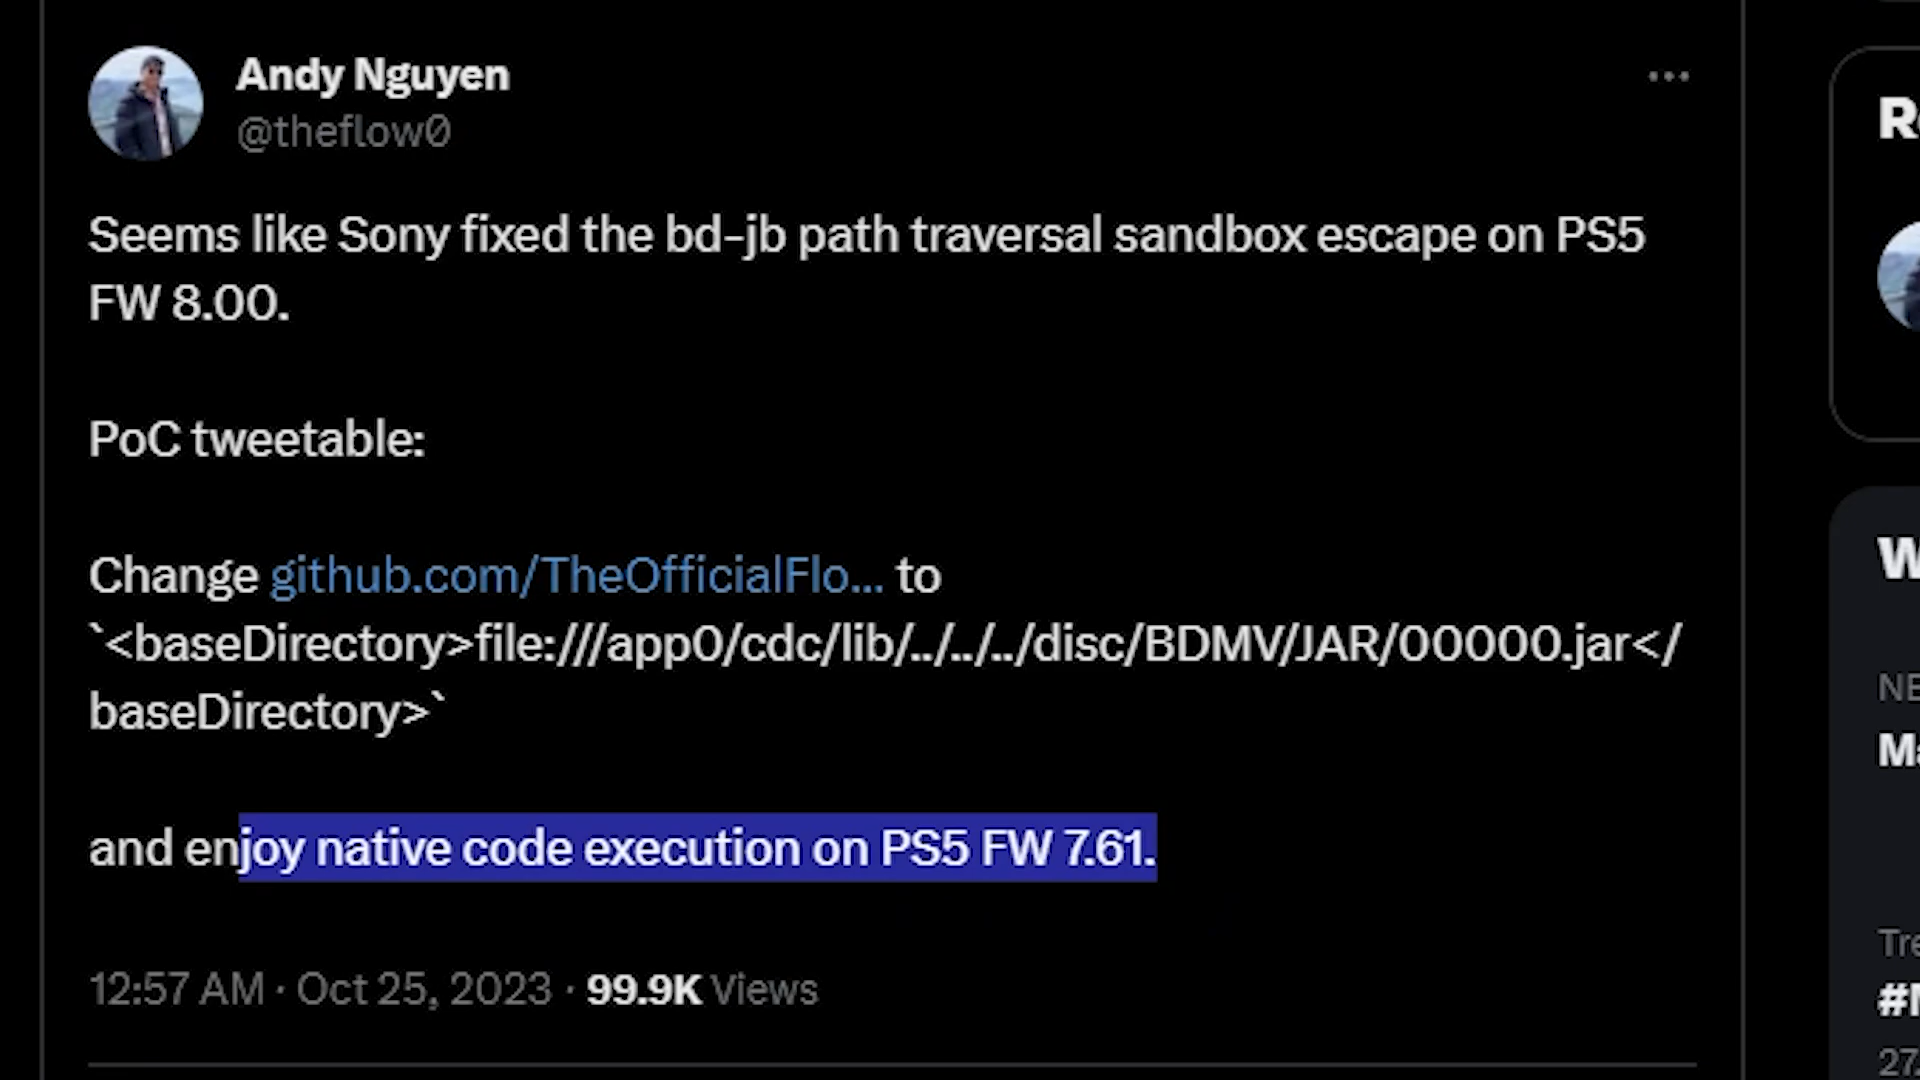 Andy Nguyen
@theflow0
Seems like Sony fixed the bd-jb path traversal sandbox escape on PS5
FW 8.00.
PoC tweetable:
Change github.com/TheOfficialFlo... to
`<baseDirectory>file:///app0/cdc/lib/../../../disc/BDMV/JAR/00000.jar</
baseDirectory>`
and enjoy native code execution on PS5 FW 7.61.
12:57 AM · Oct 25, 2023 · 99.9K Views